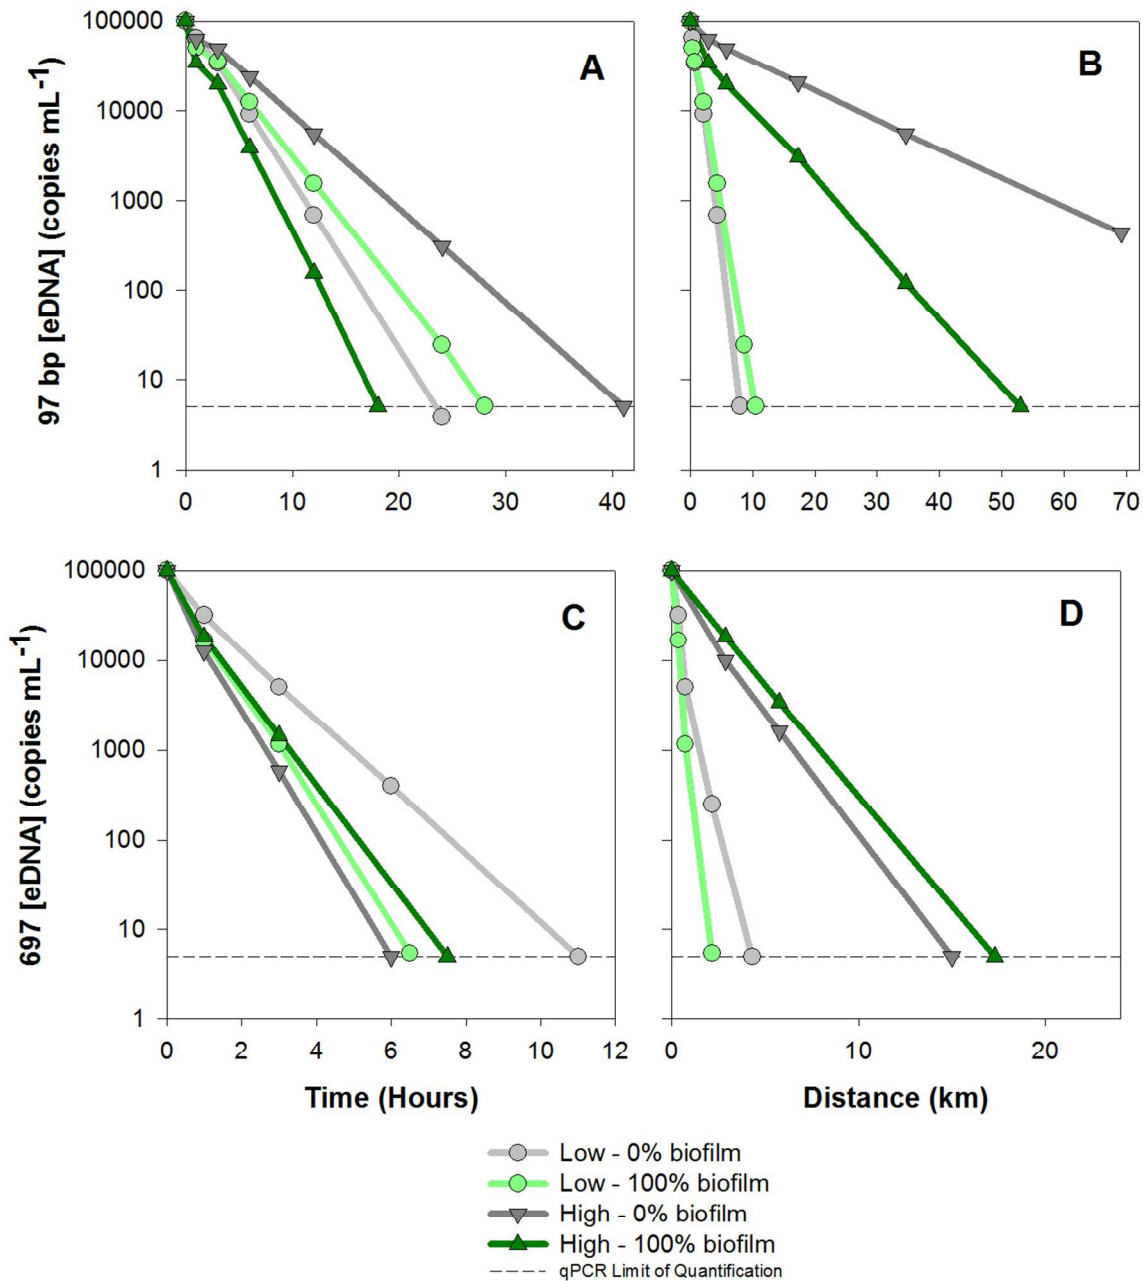 97 bp [eDNA] (copies mL-1)
100000
10000
1000
100
10
1
A
B
0 10 20 30 40
0 10 20 30 40 50 60 70
697 [eDNA] (copies mL-1)
100000
10000
1000
100
10
1
C
D
0 2 4 6 8 10 12
0 10 20
Time (Hours)
Distance (km)
Low - 0% biofilm
Low - 100% biofilm
High - 0% biofilm
High - 100% biofilm
qPCR Limit of Quantification